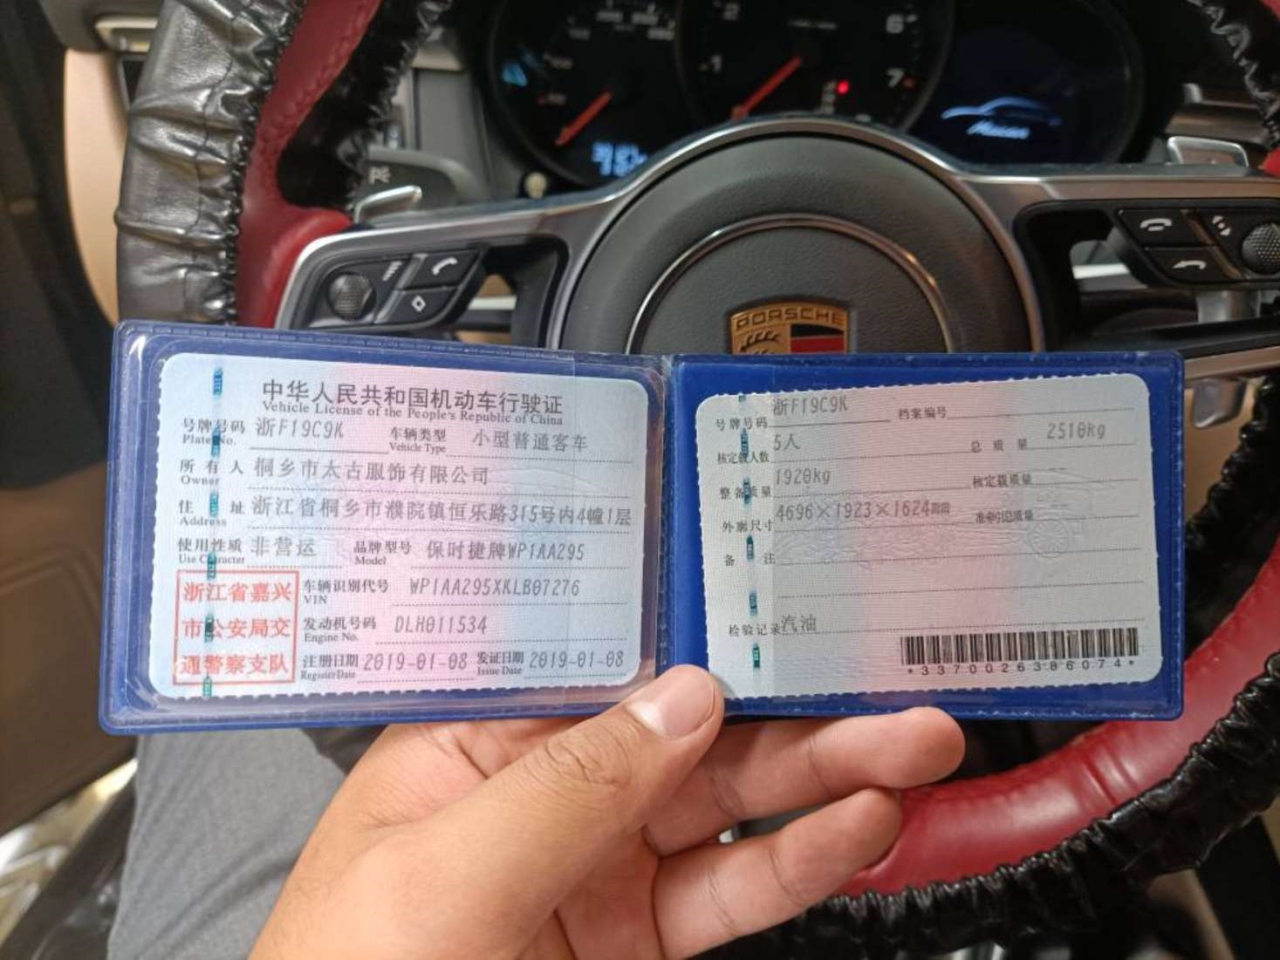 中华人民共和国机动车行驶证
Vehicle License of the People's Republic of China
号牌号码 浙F19C9K 车辆类型 小型普通客车
Plate No. Vehicle Type
所有人 桐乡市太古服饰有限公司
Owner
住址 浙江省桐乡市濮院镇恒乐路315号内4幢1层
Address
使用性质 非营运 品牌型号 保时捷牌WP1AA295
Use Character Model
浙江省嘉兴
市公安局交
通警察支队
车辆识别代号 WP1AA295XKLB07276
VIN
发动机号码 DLH011534
Engine No.
注册日期 2019-01-08 发证日期 2019-01-08
Register Date Issue Date
号牌号码 浙F19C9K 档案编号
核定载人数 5人 总质量 2510kg
整备质量 1920kg 核定载质量 --
外廓尺寸 4696×1923×1624mm 准牵引总质量 --
备注
检验记录 汽油
*3370026386074*
PORSCHE
Macan
1
2
6
7